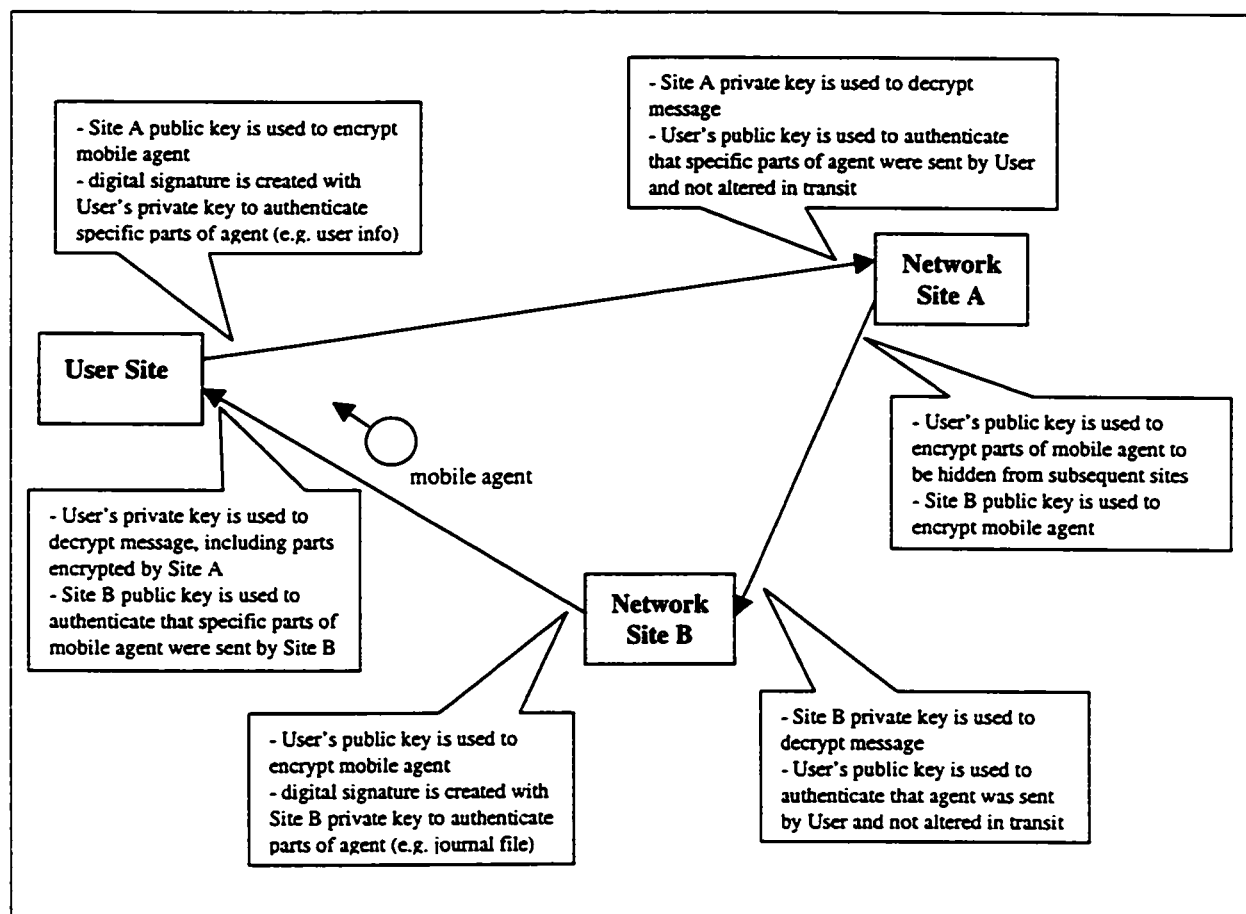 - Site A public key is used to encrypt
mobile agent
- digital signature is created with
User's private key to authenticate
specific parts of agent (e.g. user info)
- Site A private key is used to decrypt
message
- User's public key is used to authenticate
that specific parts of agent were sent by User
and not altered in transit
Network
Site A
User Site
mobile agent
- User's public key is used to
encrypt parts of mobile agent to
be hidden from subsequent sites
- Site B public key is used to
encrypt mobile agent
- User's private key is used to
decrypt message, including parts
encrypted by Site A
- Site B public key is used to
authenticate that specific parts of
mobile agent were sent by Site B
Network
Site B
- User's public key is used to
encrypt mobile agent
- digital signature is created with
Site B private key to authenticate
parts of agent (e.g. journal file)
- Site B private key is used to
decrypt message
- User's public key is used to
authenticate that agent was sent
by User and not altered in transit